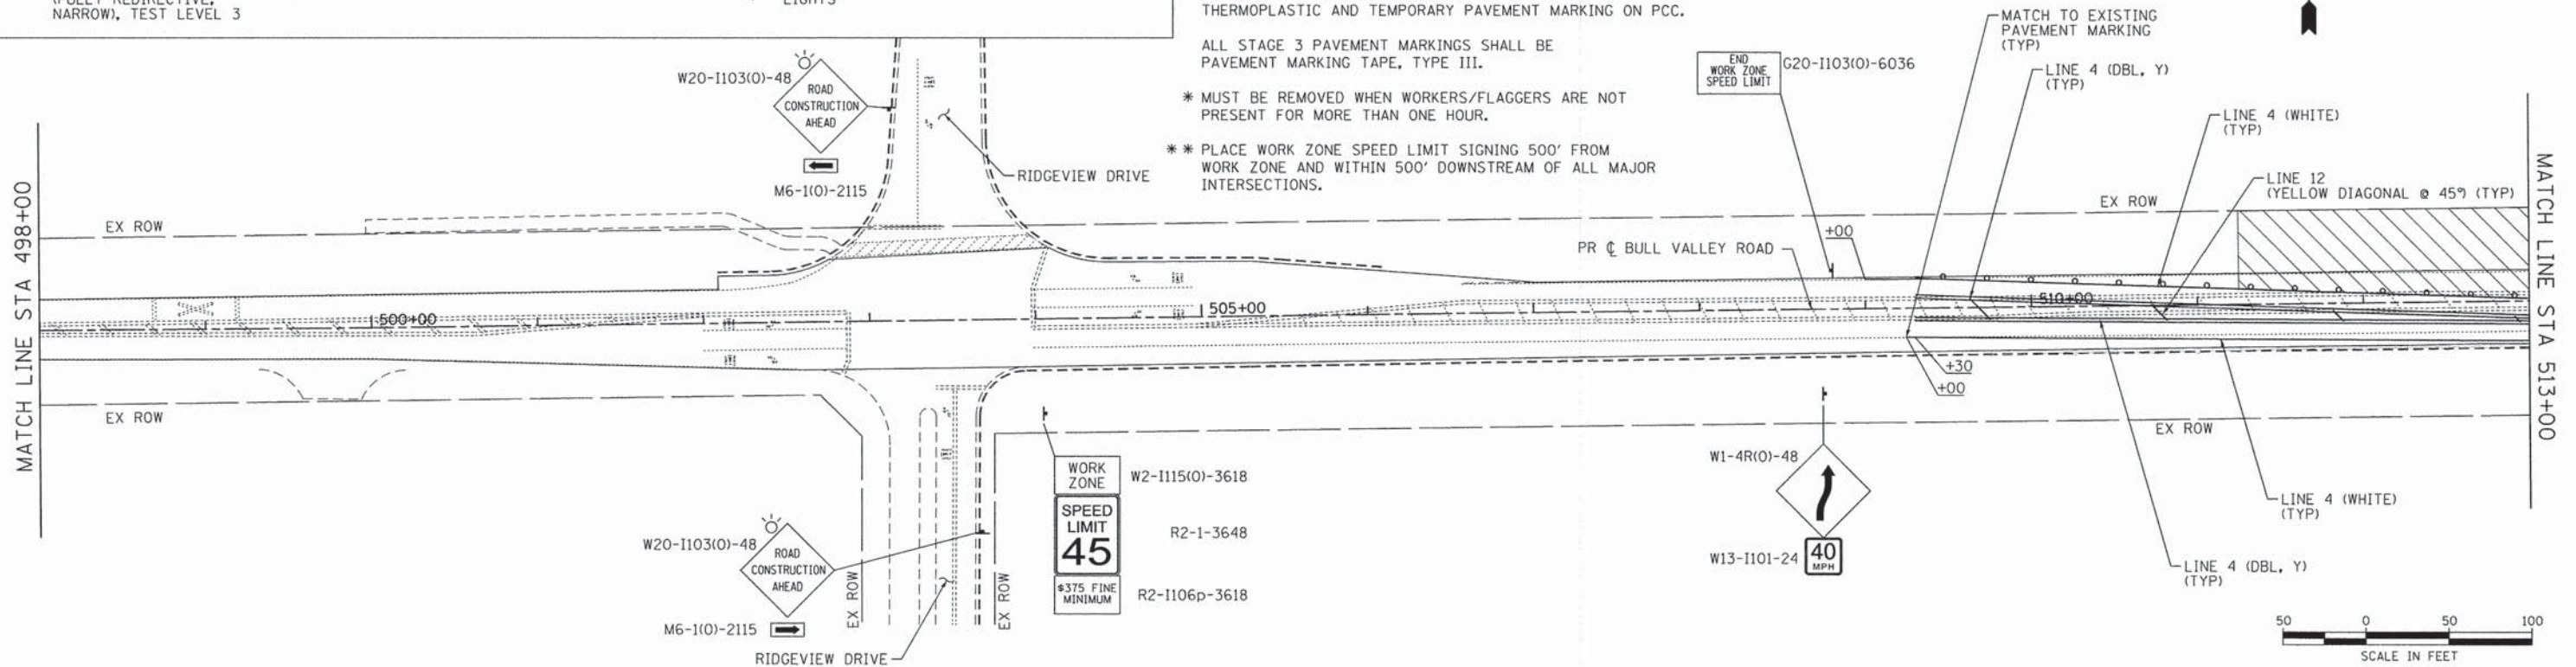 NARROW), TEST LEVEL 3
LIGHTS
THERMOPLASTIC AND TEMPORARY PAVEMENT MARKING ON PCC.
ALL STAGE 3 PAVEMENT MARKINGS SHALL BE
PAVEMENT MARKING TAPE, TYPE III.
* MUST BE REMOVED WHEN WORKERS/FLAGGERS ARE NOT
PRESENT FOR MORE THAN ONE HOUR.
** PLACE WORK ZONE SPEED LIMIT SIGNING 500' FROM
WORK ZONE AND WITHIN 500' DOWNSTREAM OF ALL MAJOR
INTERSECTIONS.
W20-I103(O)-48
ROAD
CONSTRUCTION
AHEAD
M6-1(O)-2115
RIDGEVIEW DRIVE
END
WORK ZONE
SPEED LIMIT
G20-I103(O)-6036
MATCH TO EXISTING
PAVEMENT MARKING
(TYP)
LINE 4 (DBL, Y)
(TYP)
LINE 4 (WHITE)
(TYP)
LINE 12
(YELLOW DIAGONAL @ 45°) (TYP)
MATCH LINE STA 498+00
EX ROW
EX ROW
PR ℄ BULL VALLEY ROAD
+00
500+00
505+00
510+00
MATCH LINE STA 513+00
+30
+00
EX ROW
EX ROW
WORK
ZONE
W2-I115(O)-3618
SPEED
LIMIT
45
R2-1-3648
$375 FINE
MINIMUM
R2-I106p-3618
W1-4R(O)-48
W13-I101-24
40
MPH
LINE 4 (WHITE)
(TYP)
LINE 4 (DBL, Y)
(TYP)
W20-I103(O)-48
ROAD
CONSTRUCTION
AHEAD
M6-1(O)-2115
EX ROW
EX ROW
RIDGEVIEW DRIVE
50 0 50 100
SCALE IN FEET